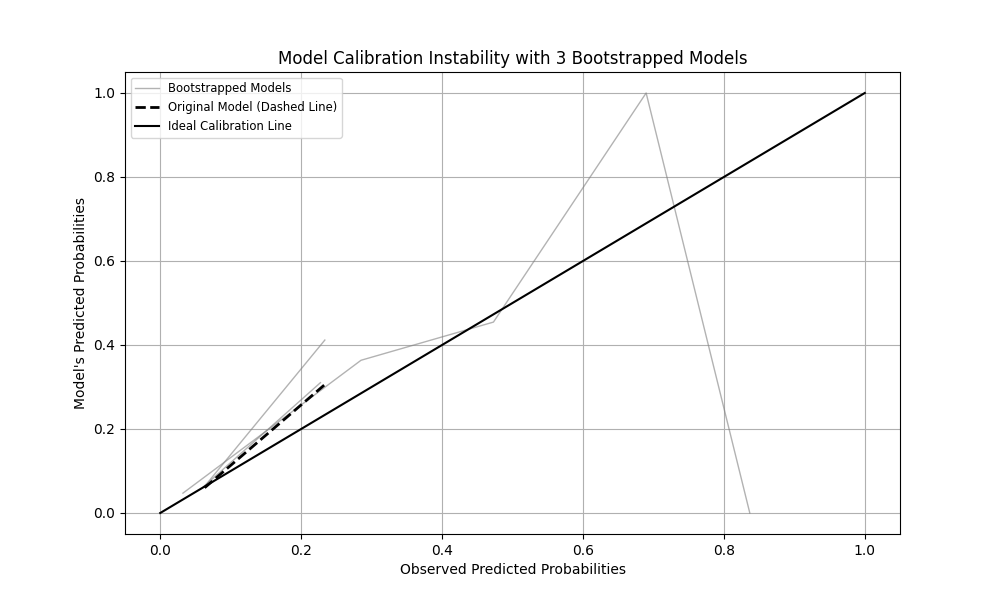 Model Calibration Instability with 3 Bootstrapped Models
Bootstrapped Models
Original Model (Dashed Line)
Ideal Calibration Line
1.0
0.8
0.6
0.4
0.2
0.0
Model's Predicted Probabilities
0.0 0.2 0.4 0.6 0.8 1.0
Observed Predicted Probabilities